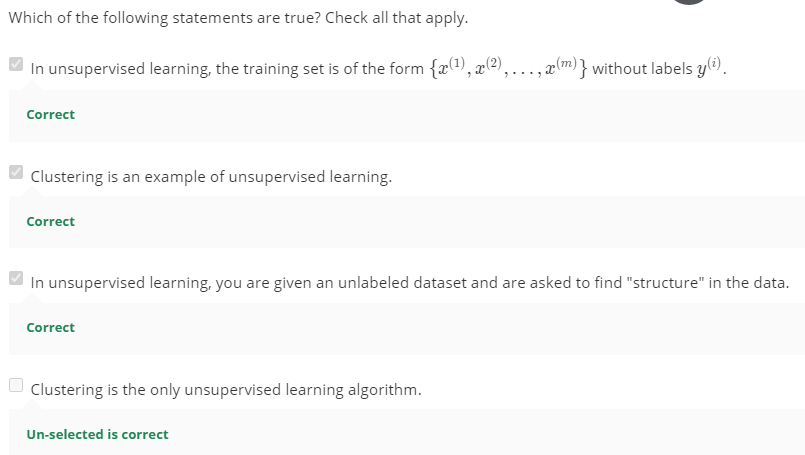 Which of the following statements are true? Check all that apply.
In unsupervised learning, the training set is of the form {x^(1), x^(2), . . . , x^(m)} without labels y^(i).
Correct
Clustering is an example of unsupervised learning.
Correct
In unsupervised learning, you are given an unlabeled dataset and are asked to find "structure" in the data.
Correct
Clustering is the only unsupervised learning algorithm.
Un-selected is correct